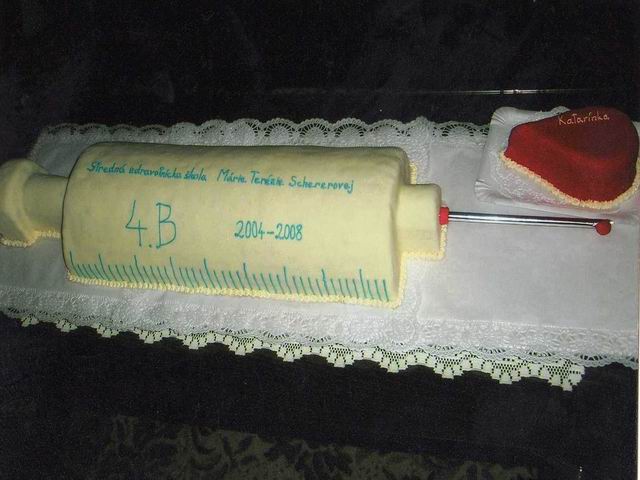 Stredná zdravotnícka škola Márie Terézie Schererovej
4.B
2004-2008
Katarínka